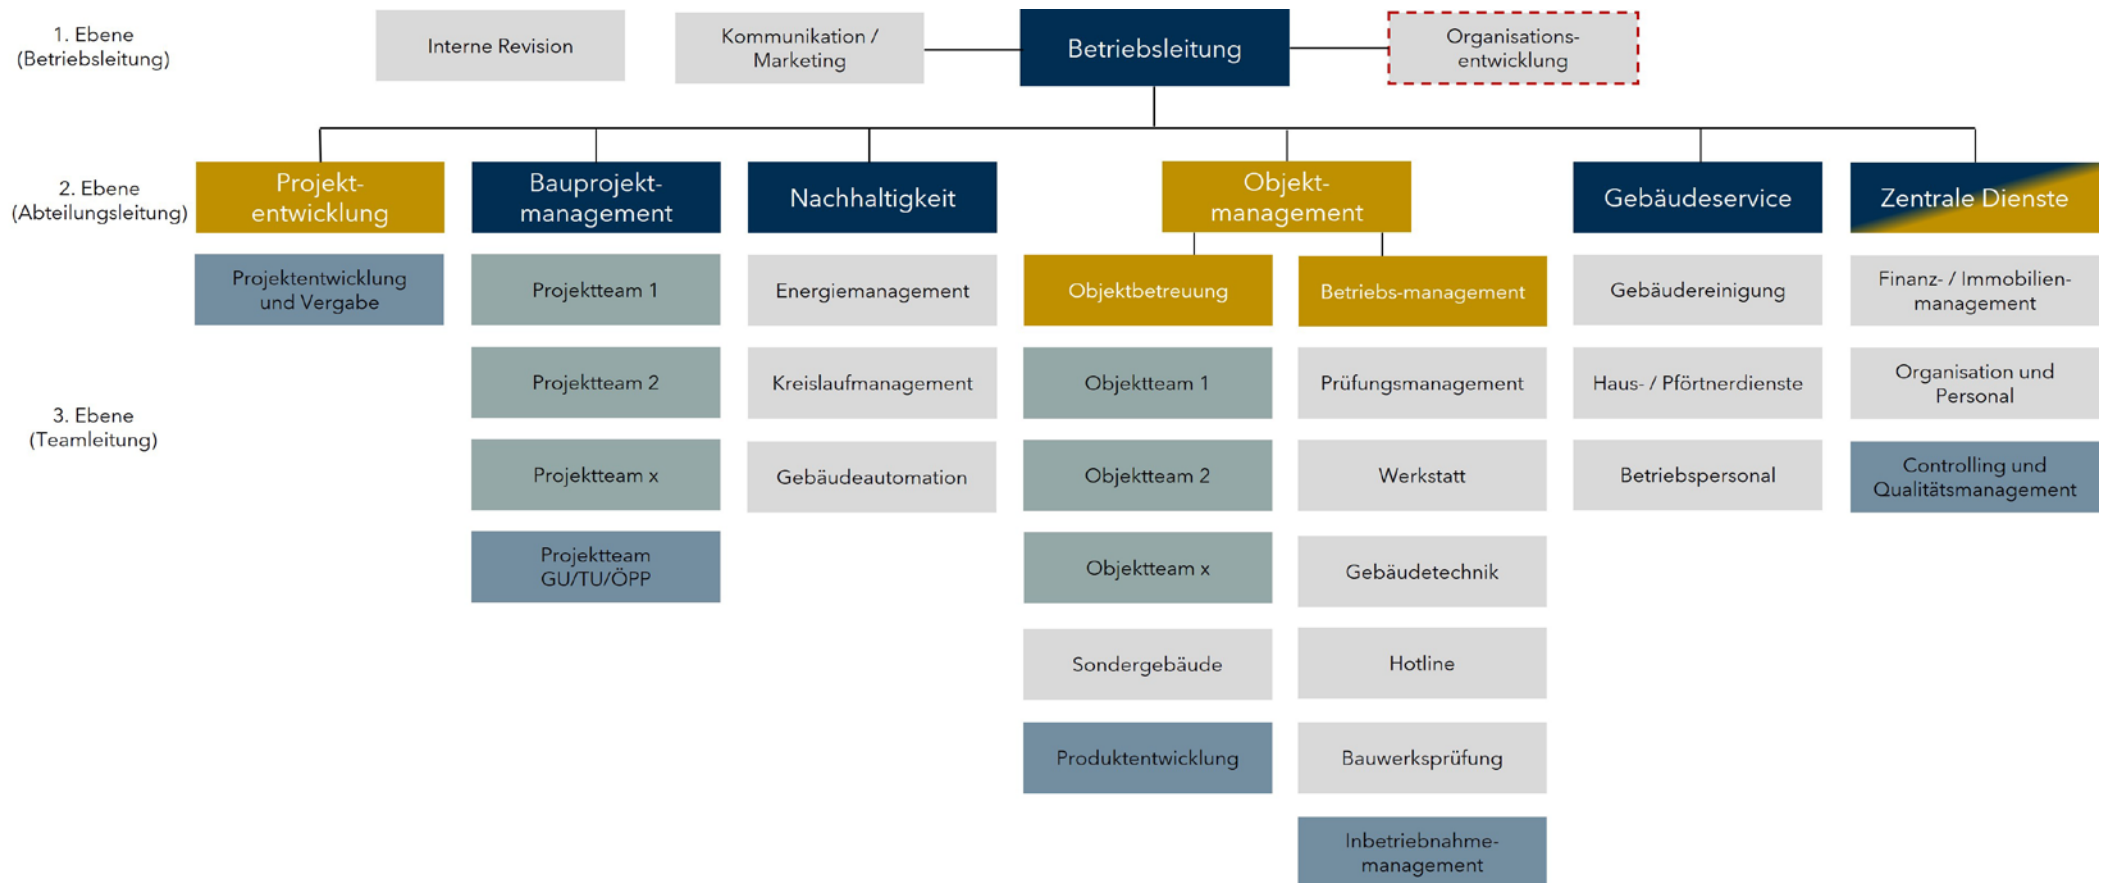 1. Ebene
(Betriebsleitung)
Interne Revision
Kommunikation /
Marketing
Betriebsleitung
Organisations-
entwicklung
2. Ebene
(Abteilungsleitung)
Projekt-
entwicklung
Bauprojekt-
management
Nachhaltigkeit
Objekt-
management
Gebäudeservice
Zentrale Dienste
3. Ebene
(Teamleitung)
Projektentwicklung
und Vergabe
Projektteam 1
Projektteam 2
Projektteam x
Projektteam
GU/TU/ÖPP
Energiemanagement
Kreislaufmanagement
Gebäudeautomation
Objektbetreuung
Objektteam 1
Objektteam 2
Objektteam x
Sondergebäude
Produktentwicklung
Betriebs-management
Prüfungsmanagement
Werkstatt
Gebäudetechnik
Hotline
Bauwerksprüfung
Inbetriebnahme-
management
Gebäudereinigung
Haus- / Pförtnerdienste
Betriebspersonal
Finanz- / Immobilien-
management
Organisation und
Personal
Controlling und
Qualitätsmanagement